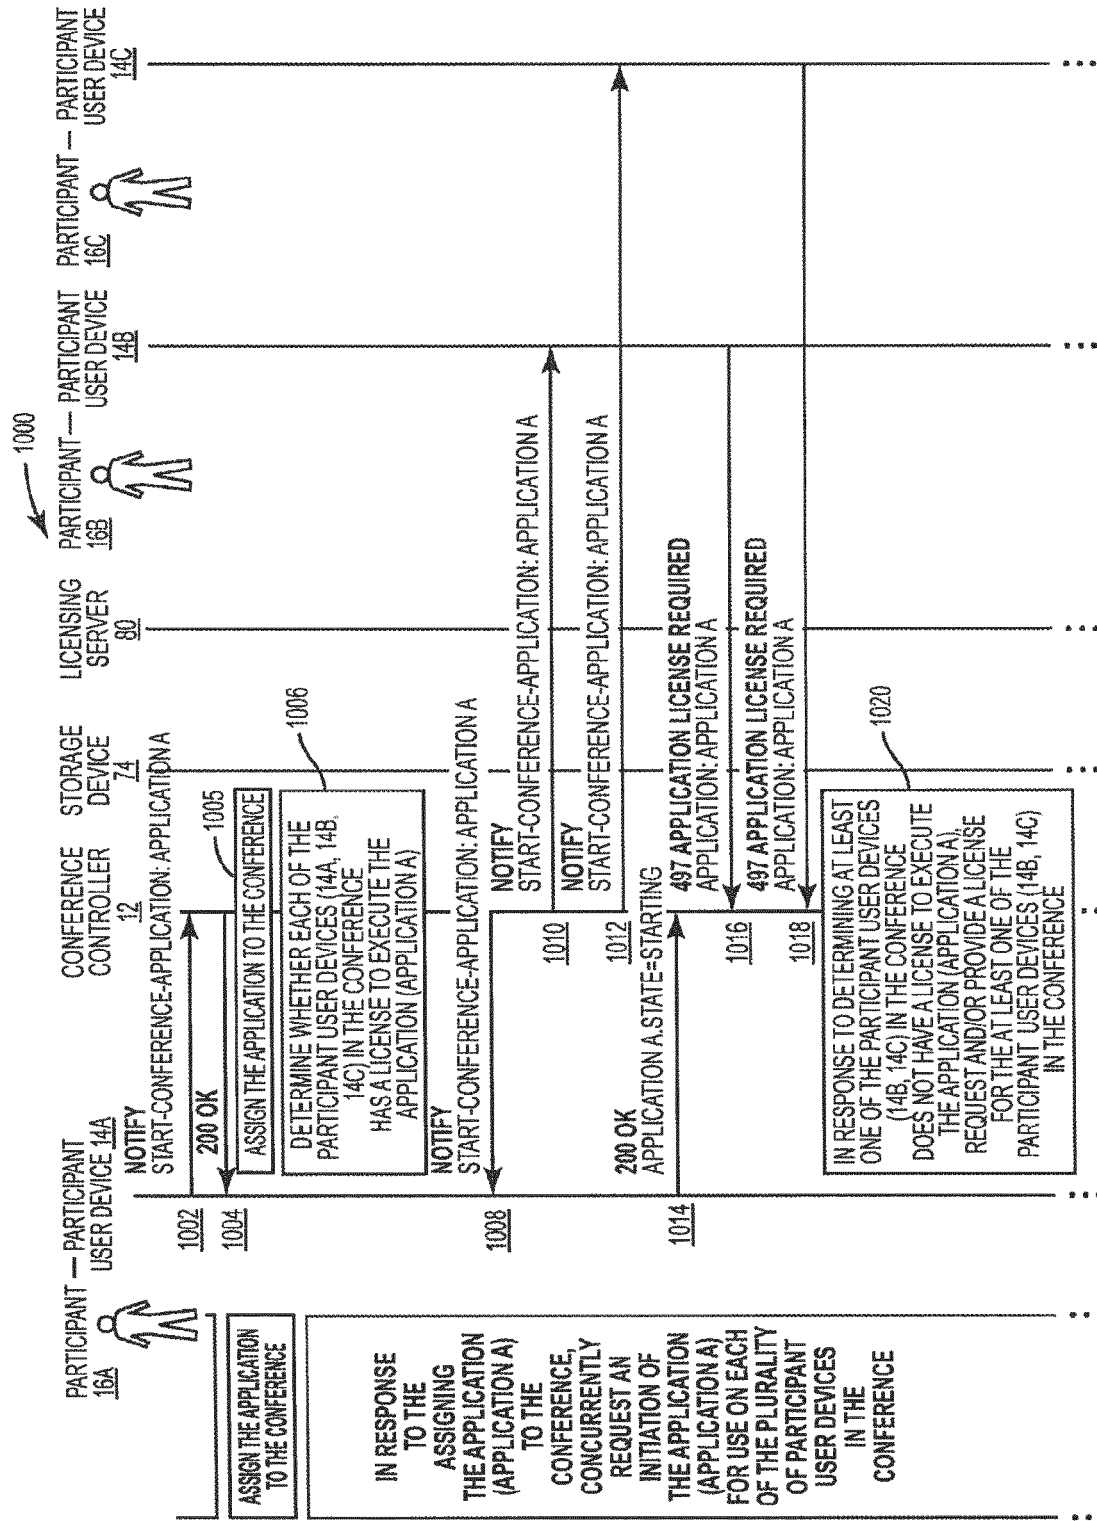 1000
PARTICIPANT — PARTICIPANT
16A
USER DEVICE 14A
CONFERENCE
CONTROLLER
12
STORAGE
DEVICE
74
LICENSING
SERVER
80
PARTICIPANT — PARTICIPANT
16B
USER DEVICE
14B
PARTICIPANT — PARTICIPANT
16C
USER DEVICE
14C
NOTIFY
START-CONFERENCE-APPLICATION: APPLICATION A
1002
200 OK
1004
1005
ASSIGN THE APPLICATION TO THE CONFERENCE
1006
DETERMINE WHETHER EACH OF THE
PARTICIPANT USER DEVICES (14A, 14B,
14C) IN THE CONFERENCE
HAS A LICENSE TO EXECUTE THE
APPLICATION (APPLICATION A)
NOTIFY
START-CONFERENCE-APPLICATION: APPLICATION A
1008
NOTIFY
START-CONFERENCE-APPLICATION: APPLICATION A
1010
NOTIFY
START-CONFERENCE-APPLICATION: APPLICATION A
1012
200 OK
APPLICATION A.STATE=STARTING
1014
497 APPLICATION LICENSE REQUIRED
APPLICATION: APPLICATION A
1016
497 APPLICATION LICENSE REQUIRED
APPLICATION: APPLICATION A
1018
1020
IN RESPONSE TO DETERMINING AT LEAST
ONE OF THE PARTICIPANT USER DEVICES
(14B, 14C) IN THE CONFERENCE
DOES NOT HAVE A LICENSE TO EXECUTE
THE APPLICATION (APPLICATION A),
REQUEST AND/OR PROVIDE A LICENSE
FOR THE AT LEAST ONE OF THE
PARTICIPANT USER DEVICES (14B, 14C)
IN THE CONFERENCE
ASSIGN THE APPLICATION
TO THE CONFERENCE
IN RESPONSE
TO THE
ASSIGNING
THE APPLICATION
(APPLICATION A)
TO THE
CONFERENCE,
CONCURRENTLY
REQUEST AN
INITIATION OF
THE APPLICATION
(APPLICATION A)
FOR USE ON EACH
OF THE PLURALITY
OF PARTICIPANT
USER DEVICES
IN THE
CONFERENCE